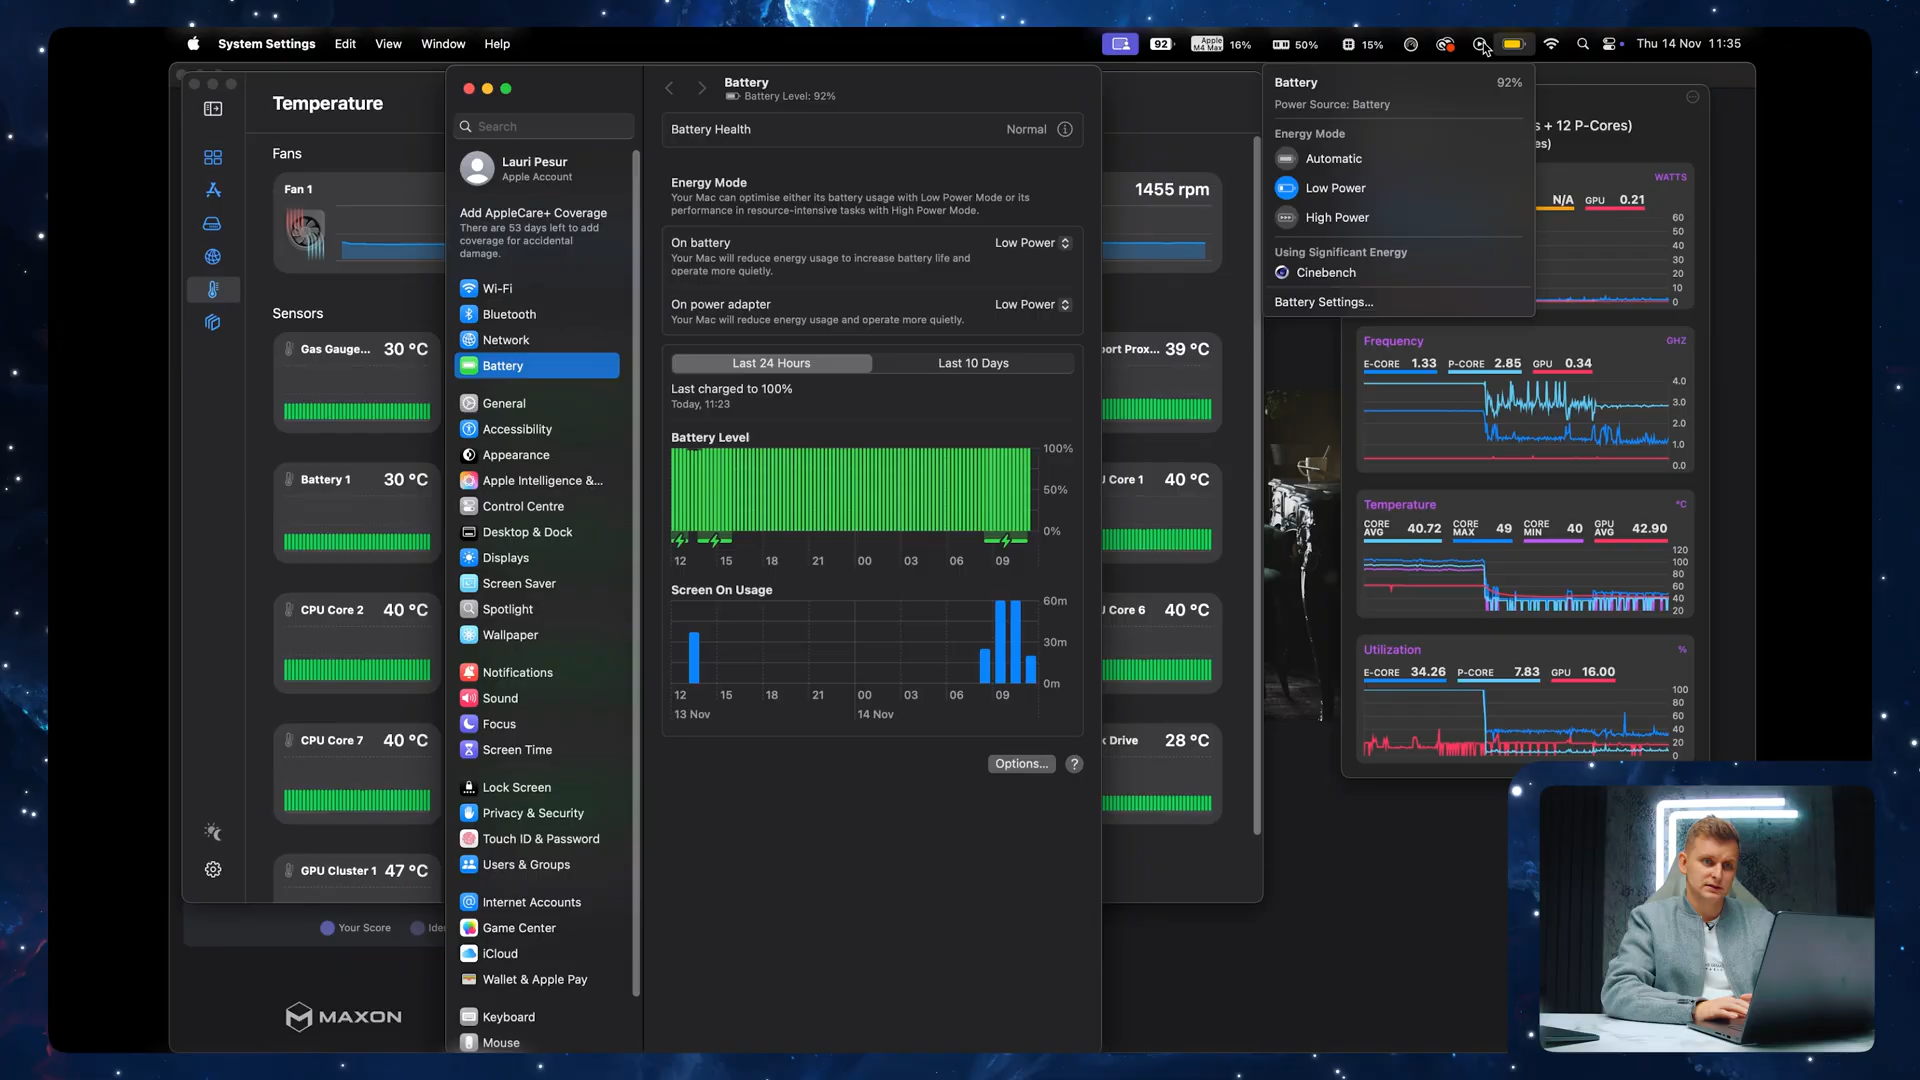 System Settings Edit View Window Help
92 Apple M4 Max 16% 50% 15% Thu 14 Nov 11:35
Temperature
Fans
Fan 1
1455 rpm
Sensors
Gas Gauge... 30 °C
Battery 1 30 °C
CPU Core 2 40 °C
CPU Core 7 40 °C
GPU Cluster 1 47 °C
Your Score
MAXON
Search
Lauri Pesur
Apple Account
Add AppleCare+ Coverage
There are 53 days left to add
coverage for accidental
damage.
Wi-Fi
Bluetooth
Network
Battery
General
Accessibility
Appearance
Apple Intelligence &...
Control Centre
Desktop & Dock
Displays
Screen Saver
Spotlight
Wallpaper
Notifications
Sound
Focus
Screen Time
Lock Screen
Privacy & Security
Touch ID & Password
Users & Groups
Internet Accounts
Game Center
iCloud
Wallet & Apple Pay
Keyboard
Mouse
Battery
Battery Level: 92%
Battery Health Normal
Energy Mode
Your Mac can optimise either its battery usage with Low Power Mode or its
performance in resource-intensive tasks with High Power Mode.
On battery Low Power
Your Mac will reduce energy usage to increase battery life and
operate more quietly.
On power adapter Low Power
Your Mac will reduce energy usage and operate more quietly.
Last 24 Hours Last 10 Days
Last charged to 100%
Today, 11:23
Battery Level
100%
50%
0%
12 15 18 21 00 03 06 09
Screen On Usage
60m
30m
0m
12 15 18 21 00 03 06 09
13 Nov 14 Nov
Options... ?
ort Prox... 39 °C
J Core 1 40 °C
J Core 6 40 °C
k Drive 28 °C
Battery 92%
Power Source: Battery
Energy Mode
Automatic
Low Power
High Power
Using Significant Energy
Cinebench
Battery Settings...
s + 12 P-Cores)
es)
WATTS
N/A GPU 0.21
60
50
40
30
20
10
0
Frequency GHZ
E-CORE 1.33 P-CORE 2.85 GPU 0.34
4.0
3.0
2.0
1.0
0.0
Temperature °C
CORE AVG 40.72 CORE MAX 49 CORE MIN 40 GPU AVG 42.90
120
100
80
60
40
20
Utilization %
E-CORE 34.26 P-CORE 7.83 GPU 16.00
100
80
60
40
20
0